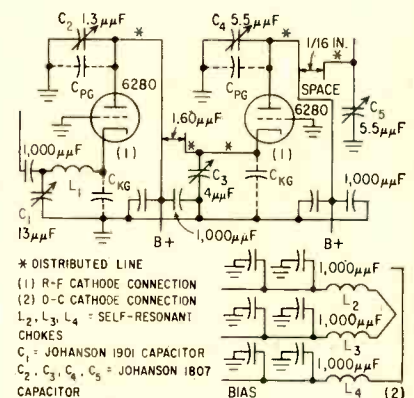 C2 1.3μμF *
C4 5.5μμF *
1/16 IN.
*
SPACE
CPG
6280
CPG
6280
C5
5.5μμF
1.60μμF
(1)
* *
(1)
1,000μμF
L1
CKG
C3
4μμF
CKG
1,000μμF
C1
13μμF
B+
1,000μμF
B+
* DISTRIBUTED LINE
(1) R-F CATHODE CONNECTION
(2) D-C CATHODE CONNECTION
L2, L3, L4 = SELF-RESONANT
CHOKES
C1 = JOHANSON 1901 CAPACITOR
C2, C3, C4, C5 = JOHANSON 1807
CAPACITOR
1,000μμF
L2
1,000μμF
L3
1,000μμF
BIAS
L4
(2)